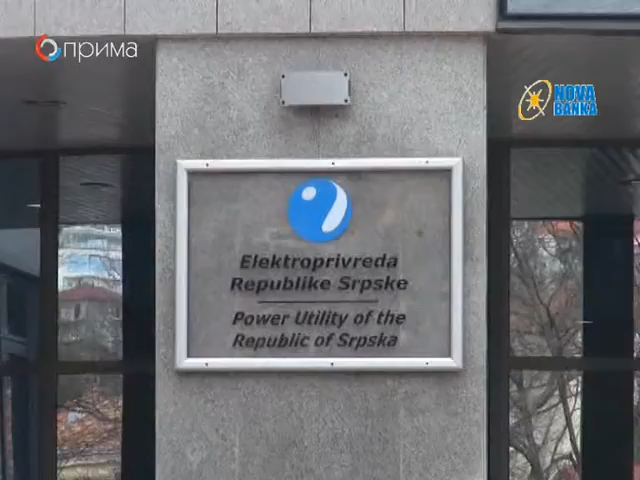 прима
NOVA
BANKA
Elektroprivreda
Republike Srpske
Power Utility of the
Republic of Srpska